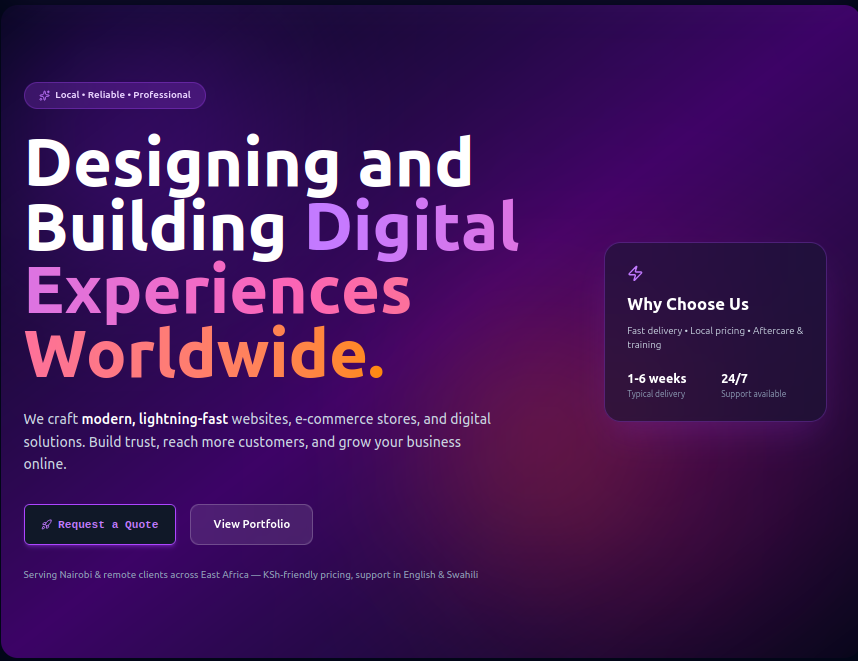 Local • Reliable • Professional
Designing and
Building Digital
Experiences
Worldwide.
We craft modern, lightning-fast websites, e-commerce stores, and digital
solutions. Build trust, reach more customers, and grow your business
online.
Request a Quote
View Portfolio
Serving Nairobi & remote clients across East Africa — KSh-friendly pricing, support in English & Swahili
Why Choose Us
Fast delivery • Local pricing • Aftercare &
training
1-6 weeks
Typical delivery
24/7
Support available